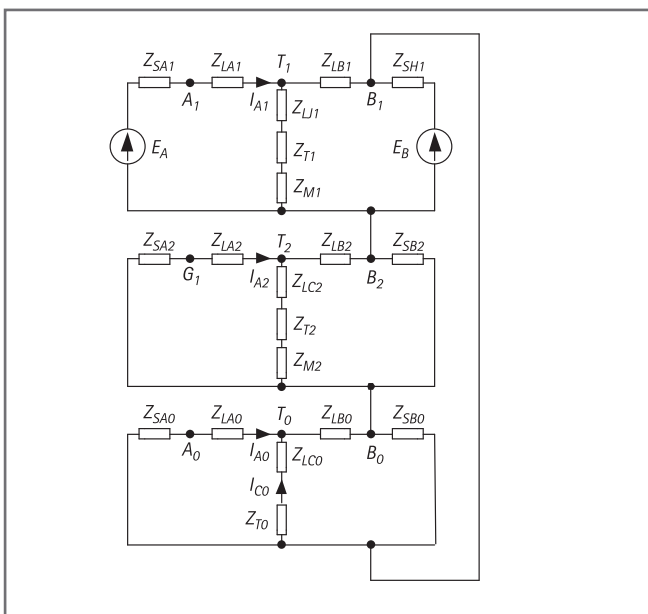 Z_SA1 Z_LA1 T_1 Z_LB1 Z_SH1
A_1 I_A1 B_1
Z_LJ1
E_A Z_T1 E_B
Z_M1
Z_SA2 Z_LA2 T_2 Z_LB2 Z_SB2
G_1 I_A2 Z_LC2 B_2
Z_T2
Z_M2
Z_SA0 Z_LA0 T_0 Z_LB0 Z_SB0
A_0 I_A0 Z_LC0 B_0
I_C0
Z_T0